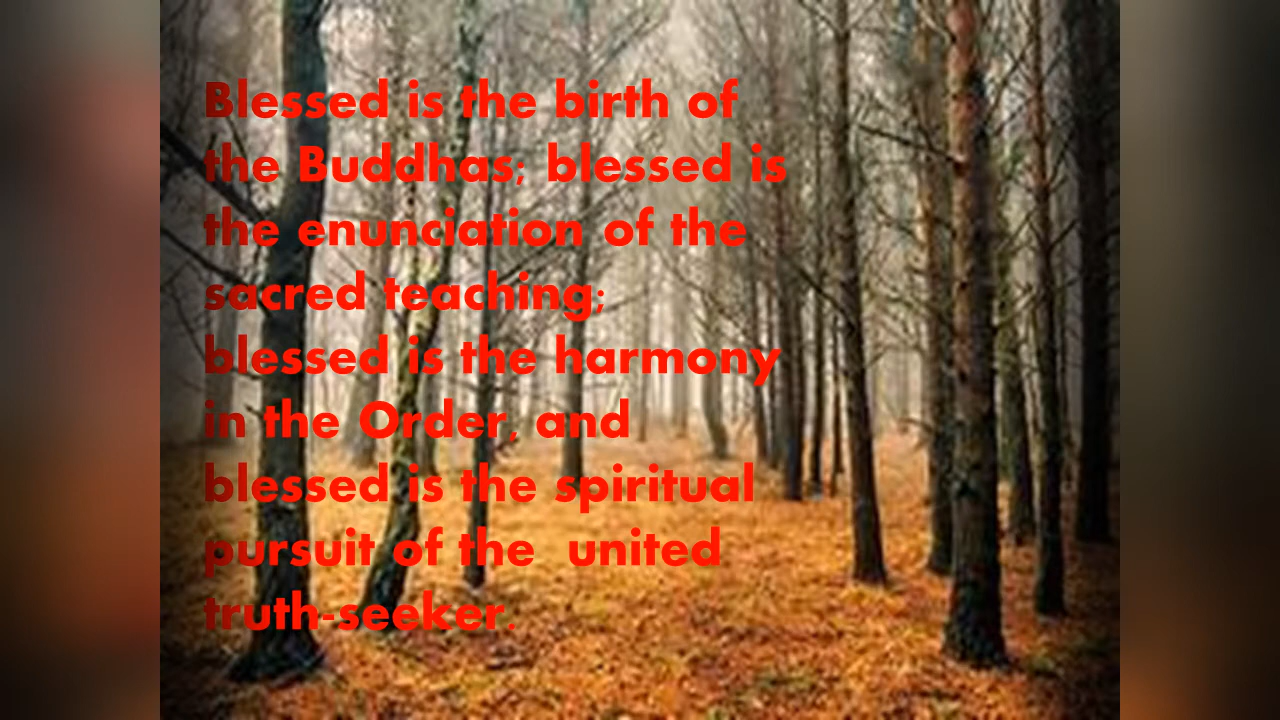 Blessed is the birth of
the Buddhas; blessed is
the enunciation of the
sacred teaching;
blessed is the harmony
in the Order, and
blessed is the spiritual
pursuit of the  united
truth-seeker.